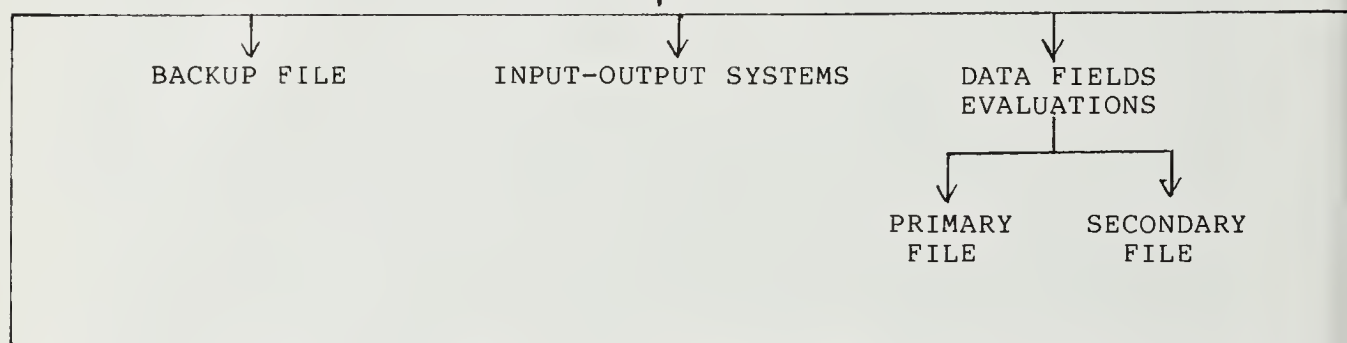 BACKUP FILE
INPUT-OUTPUT SYSTEMS
DATA FIELDS
EVALUATIONS
PRIMARY
FILE
SECONDARY
FILE